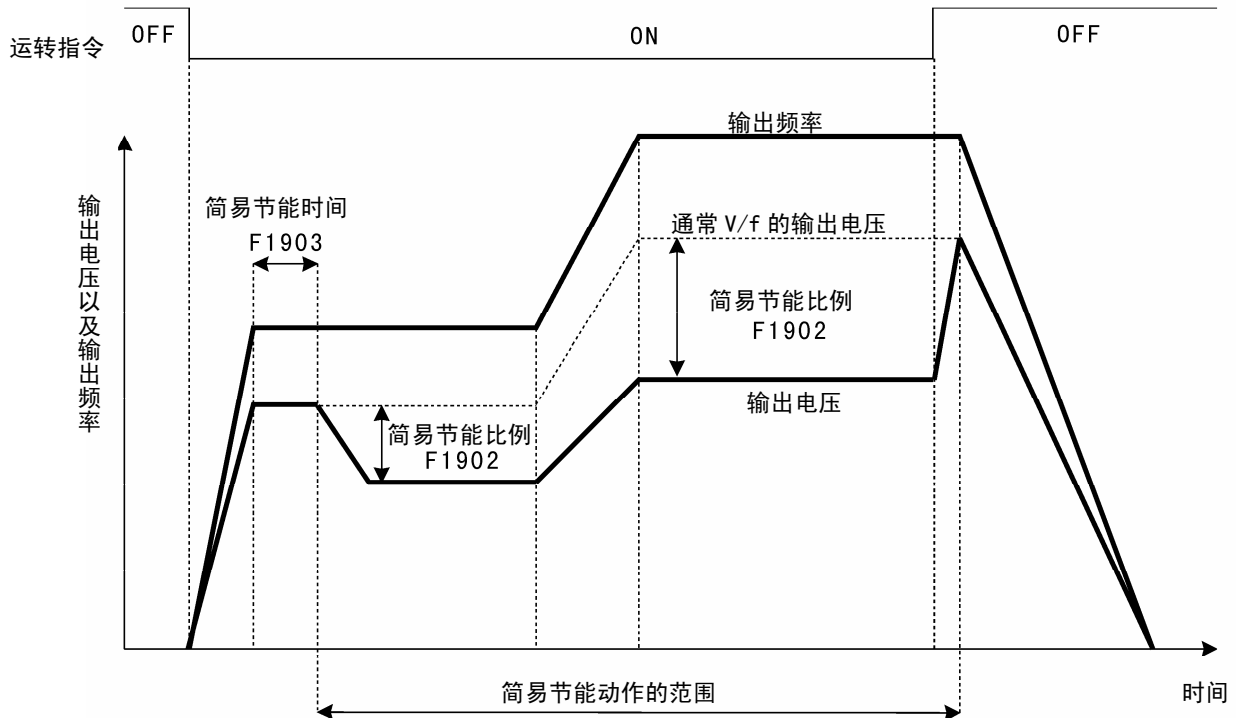 运转指令
OFF
ON
OFF
输出频率
简易节能时间
F1903
通常 V/f 的输出电压
简易节能比例
F1902
输出电压以及输出频率
输出电压
简易节能比例
F1902
简易节能动作的范围
时间